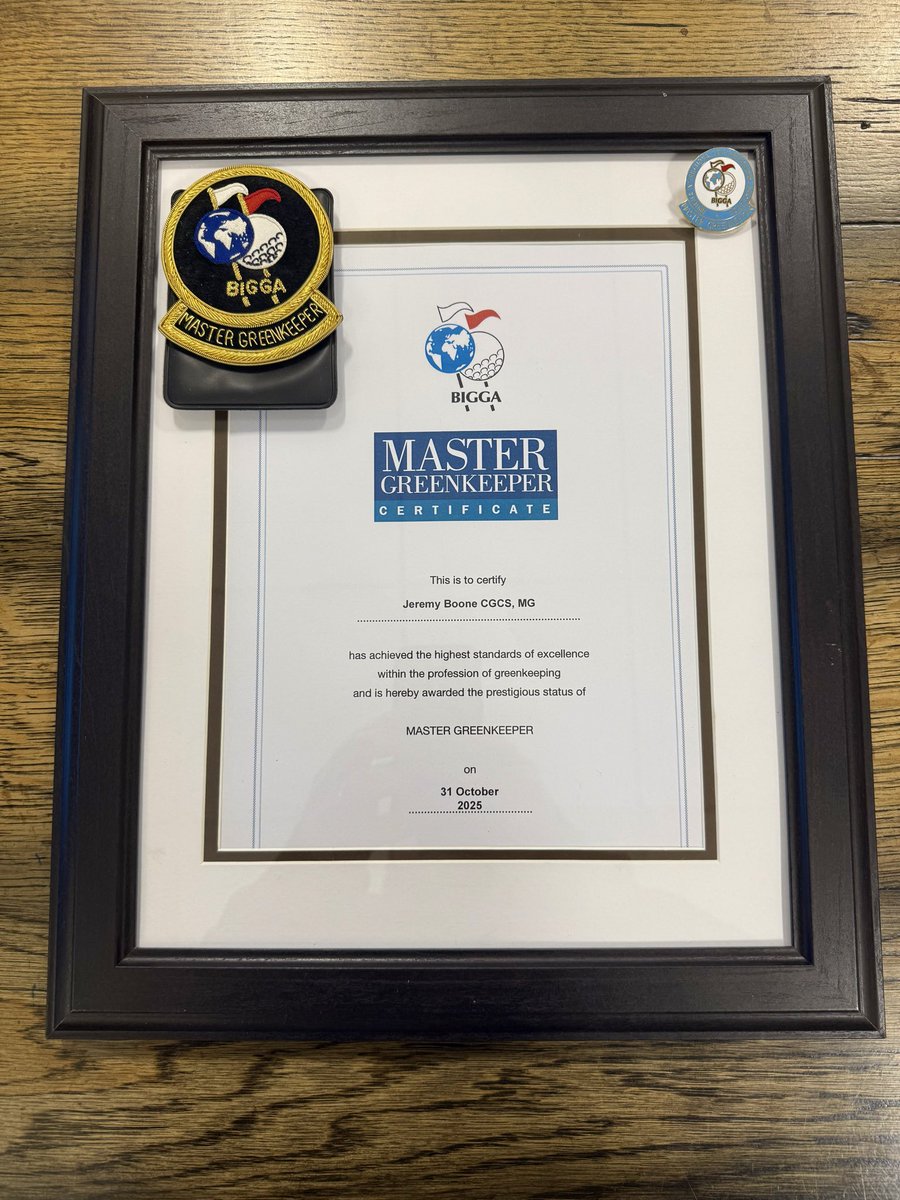 BIGGA
MASTER GREENKEEPER
BIGGA
BIGGA
MASTER
GREENKEEPER
CERTIFICATE
This is to certify
Jeremy Boone CGCS, MG
has achieved the highest standards of excellence
within the profession of greenkeeping
and is hereby awarded the prestigious status of
MASTER GREENKEEPER
on
31 October
2025